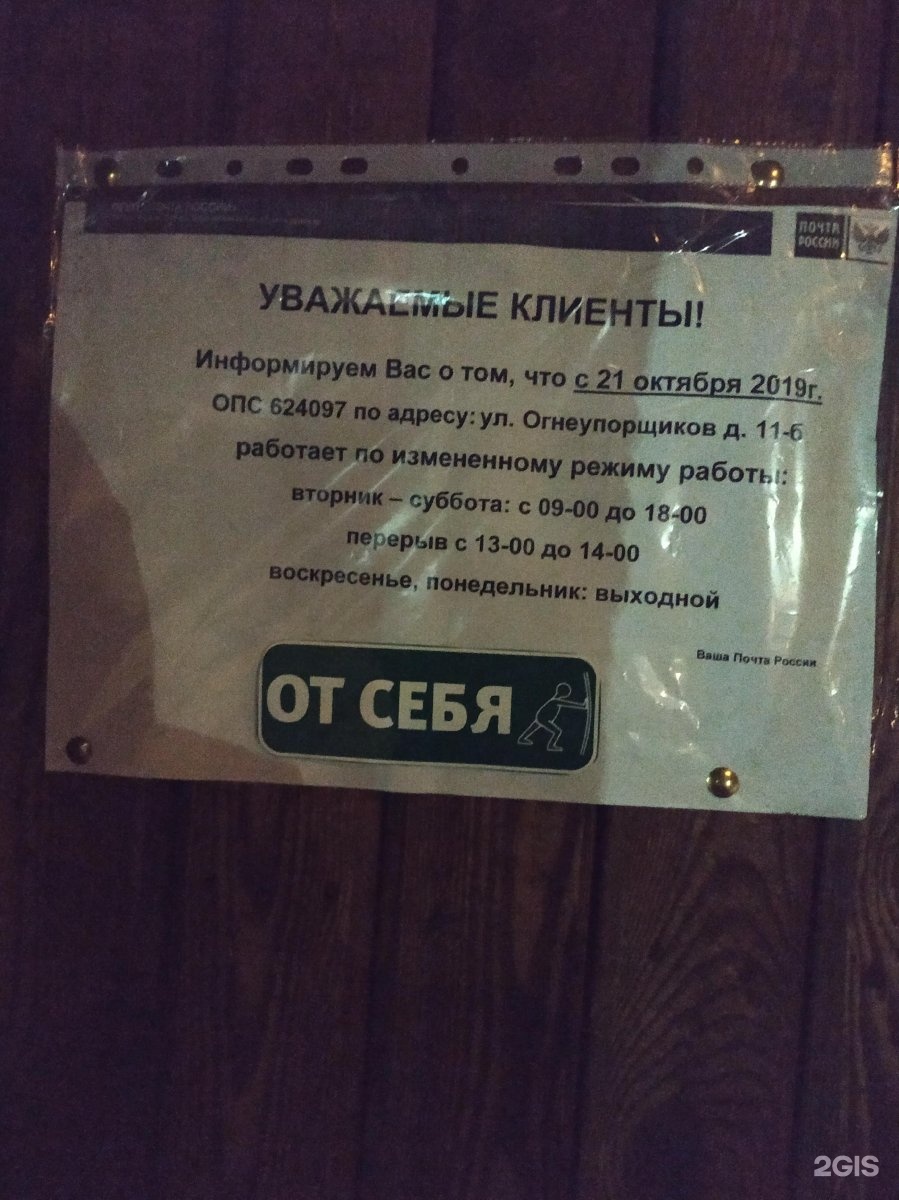 ПОЧТА
РОССИИ
УВАЖАЕМЫЕ КЛИЕНТЫ!
Информируем Вас о том, что с 21 октября 2019г.
ОПС 624097 по адресу: ул. Огнеупорщиков д. 11-б
работает по измененному режиму работы:
вторник – суббота: с 09-00 до 18-00
перерыв с 13-00 до 14-00
воскресенье, понедельник: выходной
Ваша Почта России
ОТ СЕБЯ
2GIS